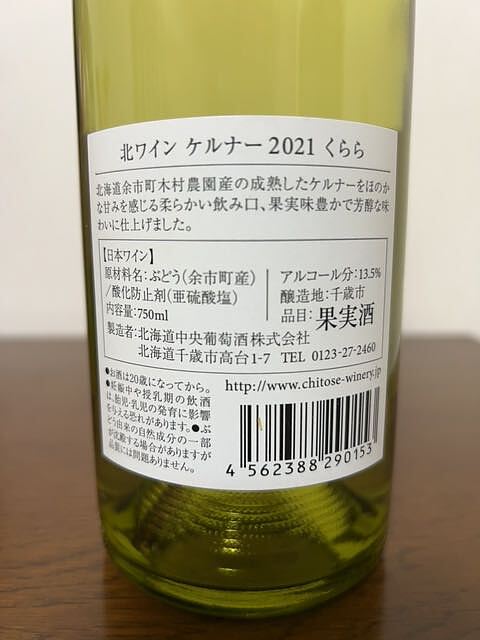 北ワイン ケルナー 2021 くらら
北海道余市町木村農園産の成熟したケルナーをほのか
な甘みを感じる柔らかい飲み口、果実味豊かで芳醇な味
わいに仕上げました。
【日本ワイン】
原材料名：ぶどう（余市町産）
/酸化防止剤（亜硫酸塩）
内容量：750ml
アルコール分：13.5%
醸造地：千歳市
品目：果実酒
製造者：北海道中央葡萄酒株式会社
北海道千歳市高台1-7 TEL 0123-27-2460
●お酒は20歳になってから。
●妊娠中や授乳期の飲酒
は、胎児・乳児の発育に影響
を与える恐れがあります。●ぶ
どう由来の自然成分の一部
が沈殿する場合がありますが
品質には問題ありません。
http://www.chitose-winery.jp
4 562388 290153